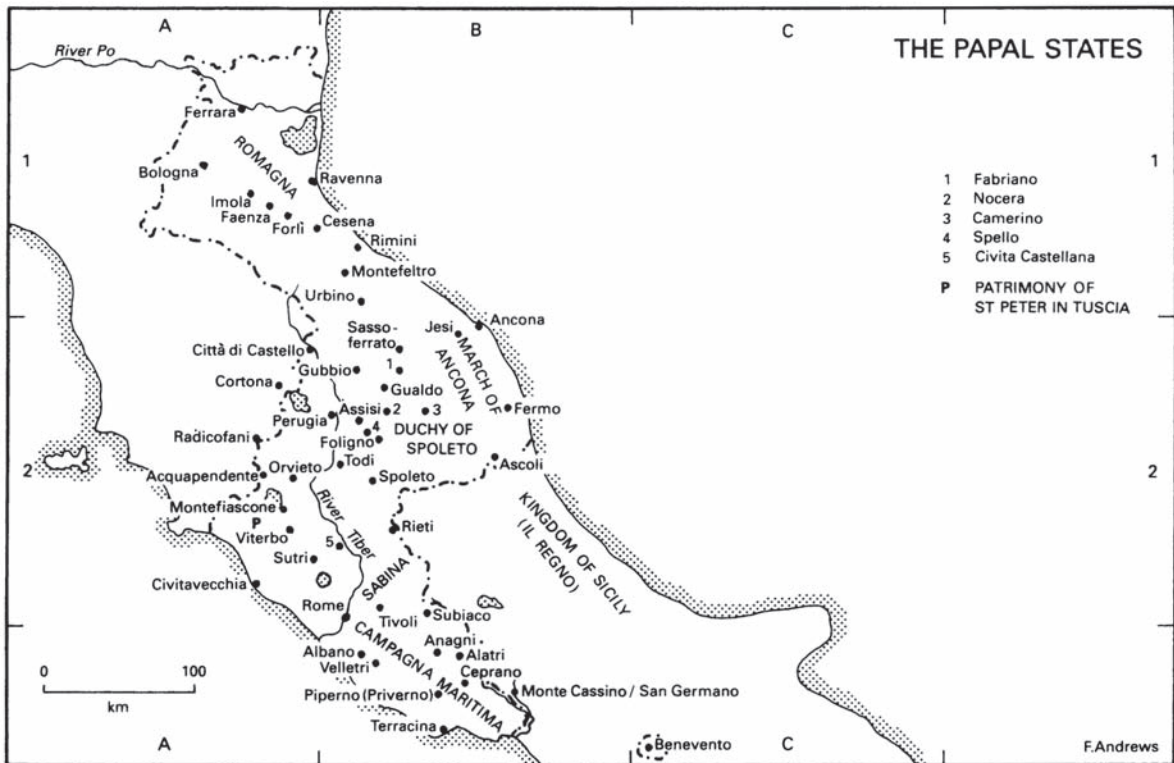 A
B
C
THE PAPAL STATES
River Po
Ferrara
ROMAGNA
1
Bologna
Ravenna
1
Imola
Faenza
Forlì
Cesena
Rimini
Montefeltro
Urbino
1 Fabriano
2 Nocera
3 Camerino
4 Spello
5 Civita Castellana
P PATRIMONY OF
ST PETER IN TUSCIA
Ancona
Jesi
Sasso-
ferrato
MARCH OF
ANCONA
Città di Castello
Gubbio
1
Cortona
Gualdo
Assisi
2
3
Fermo
Perugia
4
DUCHY OF
SPOLETO
Radicofani
Foligno
Todi
Ascoli
2
Acquapendente
Orvieto
Spoleto
2
Montefiascone
P
Viterbo
River Tiber
Rieti
KINGDOM OF SICILY
(IL REGNO)
5
Sutri
SABINA
Civitavecchia
Rome
Tivoli
Subiaco
CAMPAGNA MARITIMA
Anagni
Albano
Alatri
Velletri
Ceprano
0 100
km
Piperno (Priverno)
Monte Cassino / San Germano
Terracina
A
Benevento
C
F.Andrews